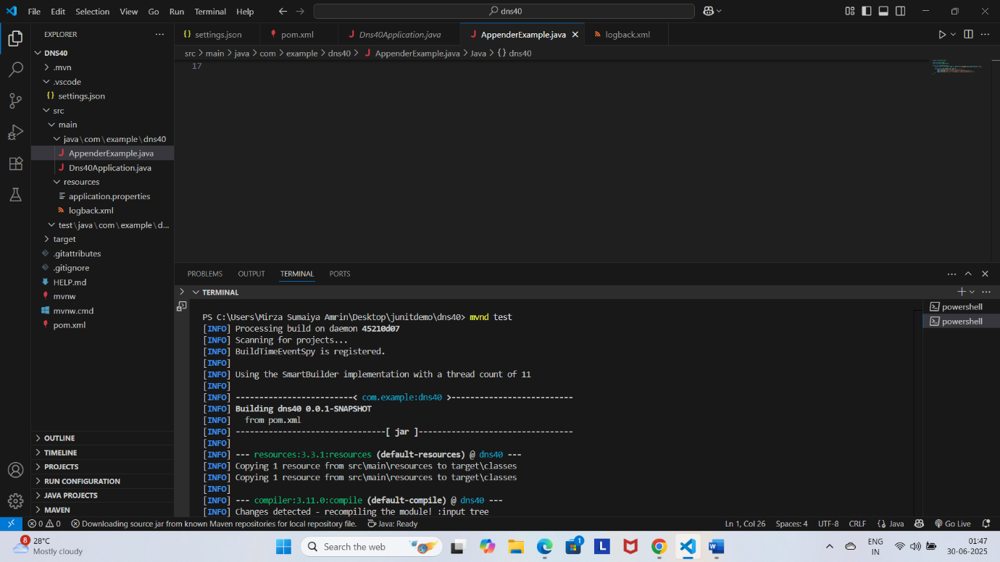 File Edit Selection View Go Run Terminal Help
dns40
EXPLORER
settings.json
pom.xml
Dns40Application.java
AppenderExample.java
logback.xml
src > main > java > com > example > dns40 > AppenderExample.java > Java > {} dns40
DNS40
.mvn
.vscode
settings.json
src
main
java\com\example\dns40
AppenderExample.java
Dns40Application.java
resources
application.properties
logback.xml
test\java\com\example\d...
target
.gitattributes
.gitignore
HELP.md
mvnw
mvnw.cmd
pom.xml
OUTLINE
TIMELINE
PROJECTS
RUN CONFIGURATION
JAVA PROJECTS
MAVEN
17
PROBLEMS OUTPUT TERMINAL PORTS
TERMINAL
powershell
powershell
PS C:\Users\Mirza Sumaiya Amrin\Desktop\junitdemo\dns40> mvnd test
[INFO] Processing build on daemon 45210d07
[INFO] Scanning for projects...
[INFO] BuildTimeEventSpy is registered.
[INFO]
[INFO] Using the SmartBuilder implementation with a thread count of 11
[INFO]
[INFO] -------------------------< com.example:dns40 >--------------------------
[INFO] Building dns40 0.0.1-SNAPSHOT
[INFO]   from pom.xml
[INFO] --------------------------------[ jar ]---------------------------------
[INFO]
[INFO] --- resources:3.3.1:resources (default-resources) @ dns40 ---
[INFO] Copying 1 resource from src\main\resources to target\classes
[INFO] Copying 1 resource from src\main\resources to target\classes
[INFO]
[INFO] --- compiler:3.11.0:compile (default-compile) @ dns40 ---
[INFO] Changes detected - recompiling the module! :input tree
0 0 Downloading source jar from known Maven repositories for local repository file. Java: Ready
Ln 1, Col 26 Spaces: 4 UTF-8 CRLF {} Java Go Live
8
28°C
Mostly cloudy
Search the web
1
L
ENG
IN
01:47
30-06-2025